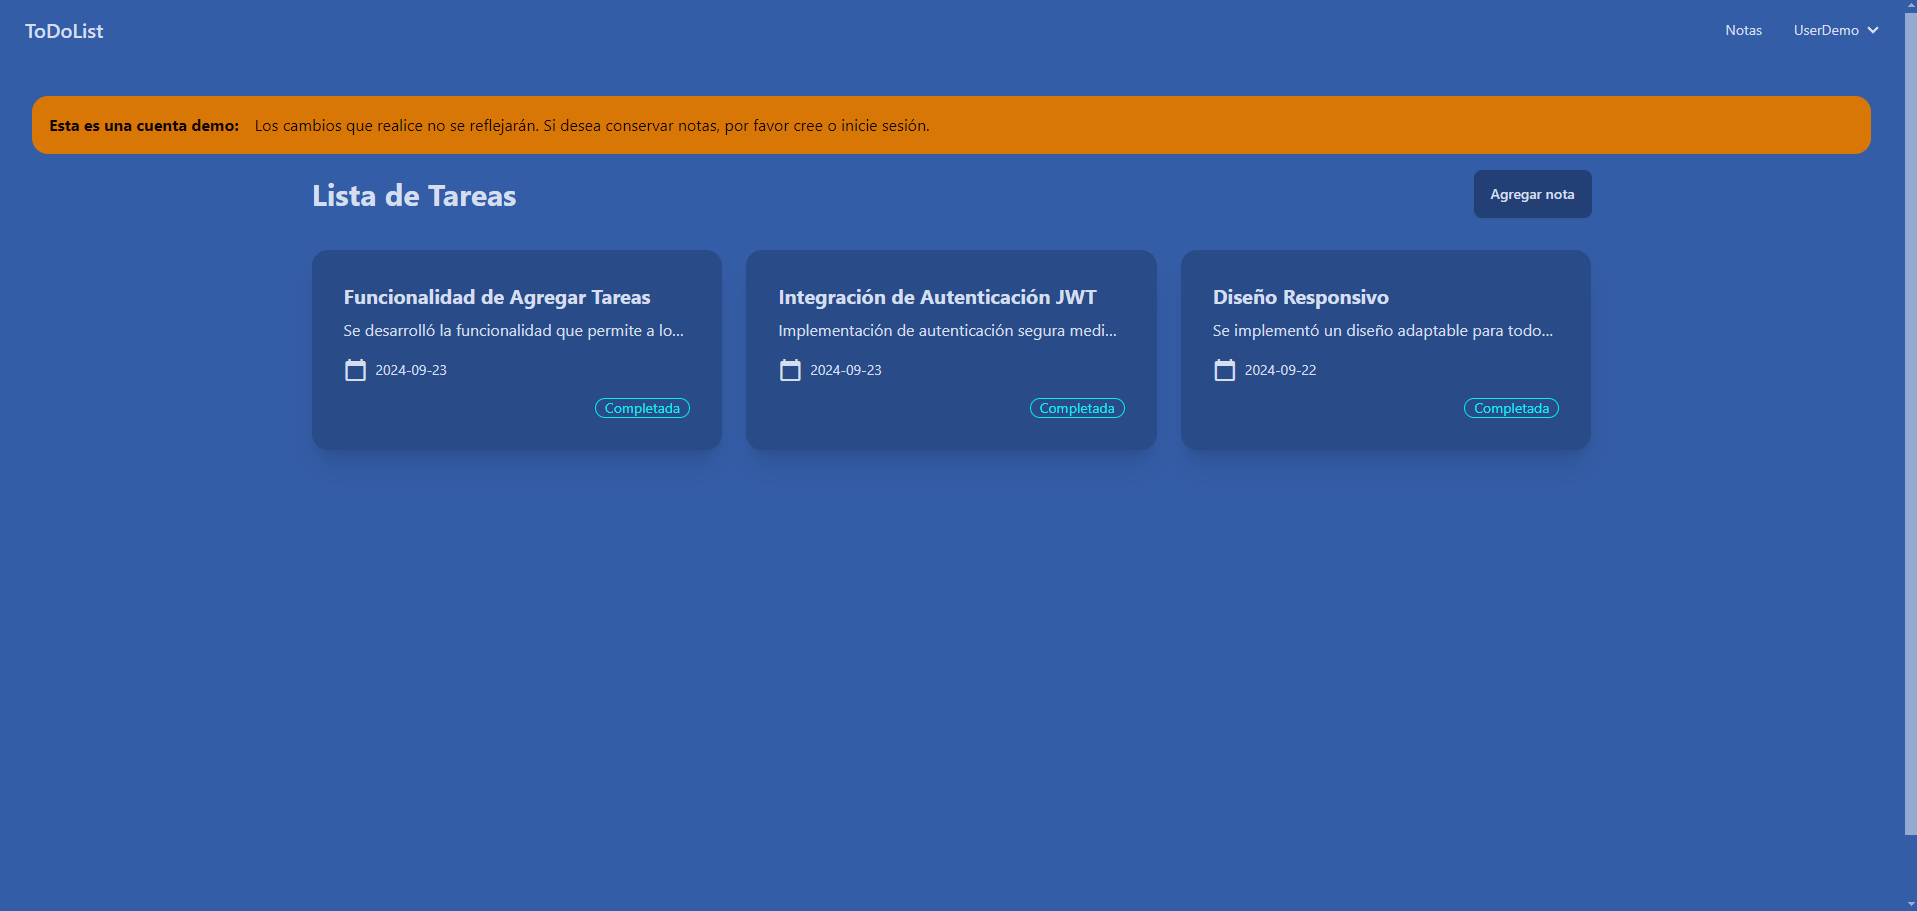 ToDoList
Notas UserDemo
Esta es una cuenta demo: Los cambios que realice no se reflejarán. Si desea conservar notas, por favor cree o inicie sesión.
Lista de Tareas
Agregar nota
Funcionalidad de Agregar Tareas
Se desarrolló la funcionalidad que permite a lo...
2024-09-23
Completada
Integración de Autenticación JWT
Implementación de autenticación segura medi...
2024-09-23
Completada
Diseño Responsivo
Se implementó un diseño adaptable para todo...
2024-09-22
Completada